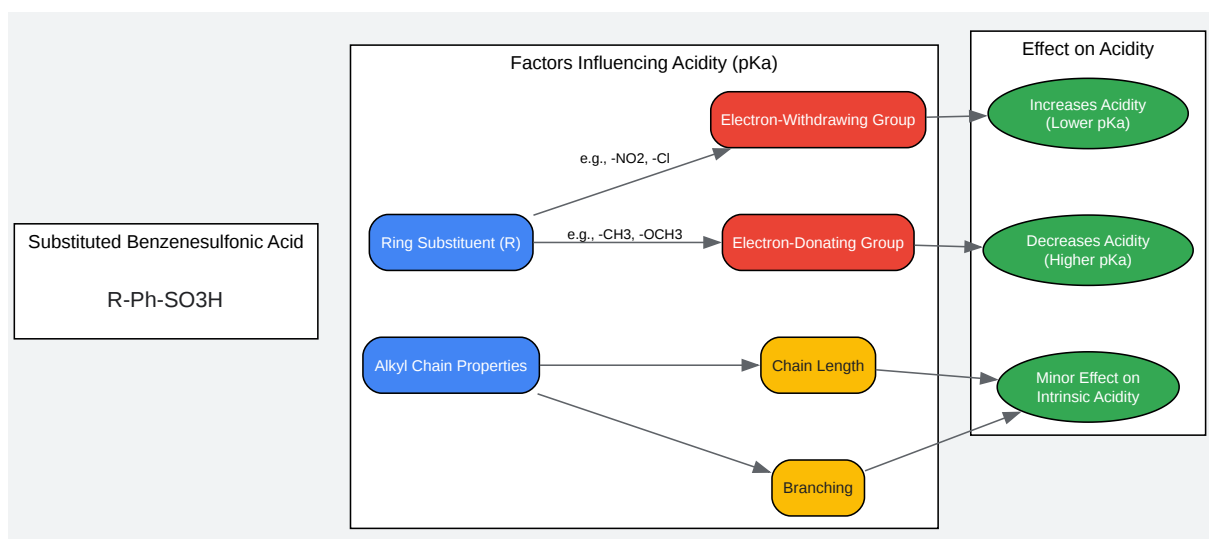 Substituted Benzenesulfonic Acid
R-Ph-SO3H
Factors Influencing Acidity (pKa)
Ring Substituent (R)
e.g., -NO2, -Cl
Electron-Withdrawing Group
e.g., -CH3, -OCH3
Electron-Donating Group
Alkyl Chain Properties
Chain Length
Branching
Effect on Acidity
Increases Acidity
(Lower pKa)
Decreases Acidity
(Higher pKa)
Minor Effect on
Intrinsic Acidity